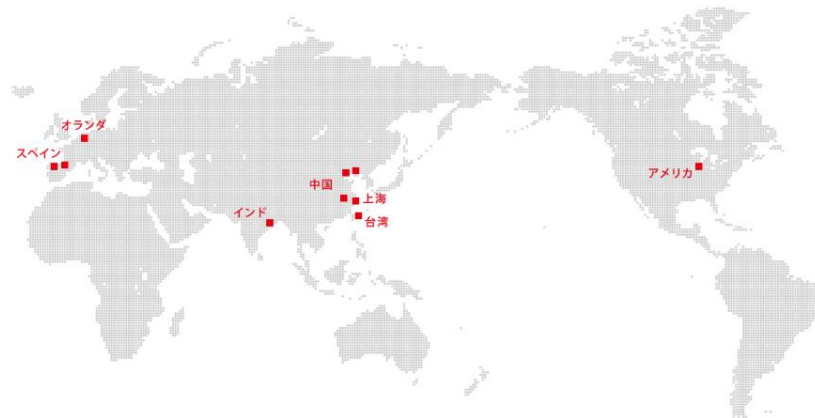 オランダ
スペイン
中国
アメリカ
上海
インド
台湾